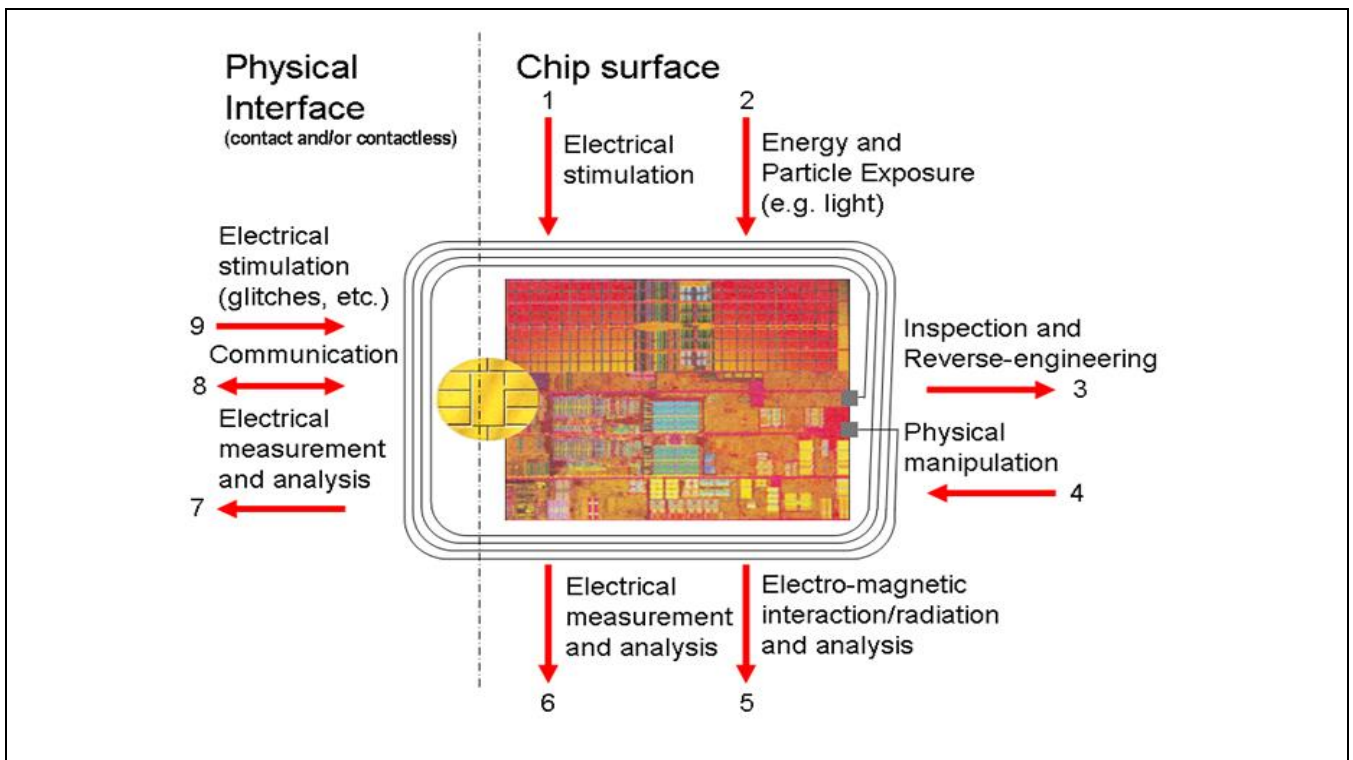 Physical
Interface
(contact and/or contactless)
Chip surface
1
Electrical
stimulation
2
Energy and
Particle Exposure
(e.g. light)
Electrical
stimulation
(glitches, etc.)
9
Communication
8
Electrical
measurement
and analysis
7
Inspection and
Reverse-engineering
3
Physical
manipulation
4
Electrical
measurement
and analysis
6
Electro-magnetic
interaction/radiation
and analysis
5